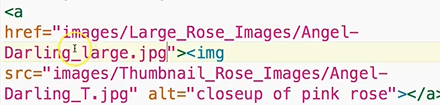 <a
href="images/Large_Rose_Images/Angel-
Darling_large.jpg"><img
src="images/Thumbnail_Rose_Images/Angel-
Darling_T.jpg" alt="closeup of pink rose"></a>